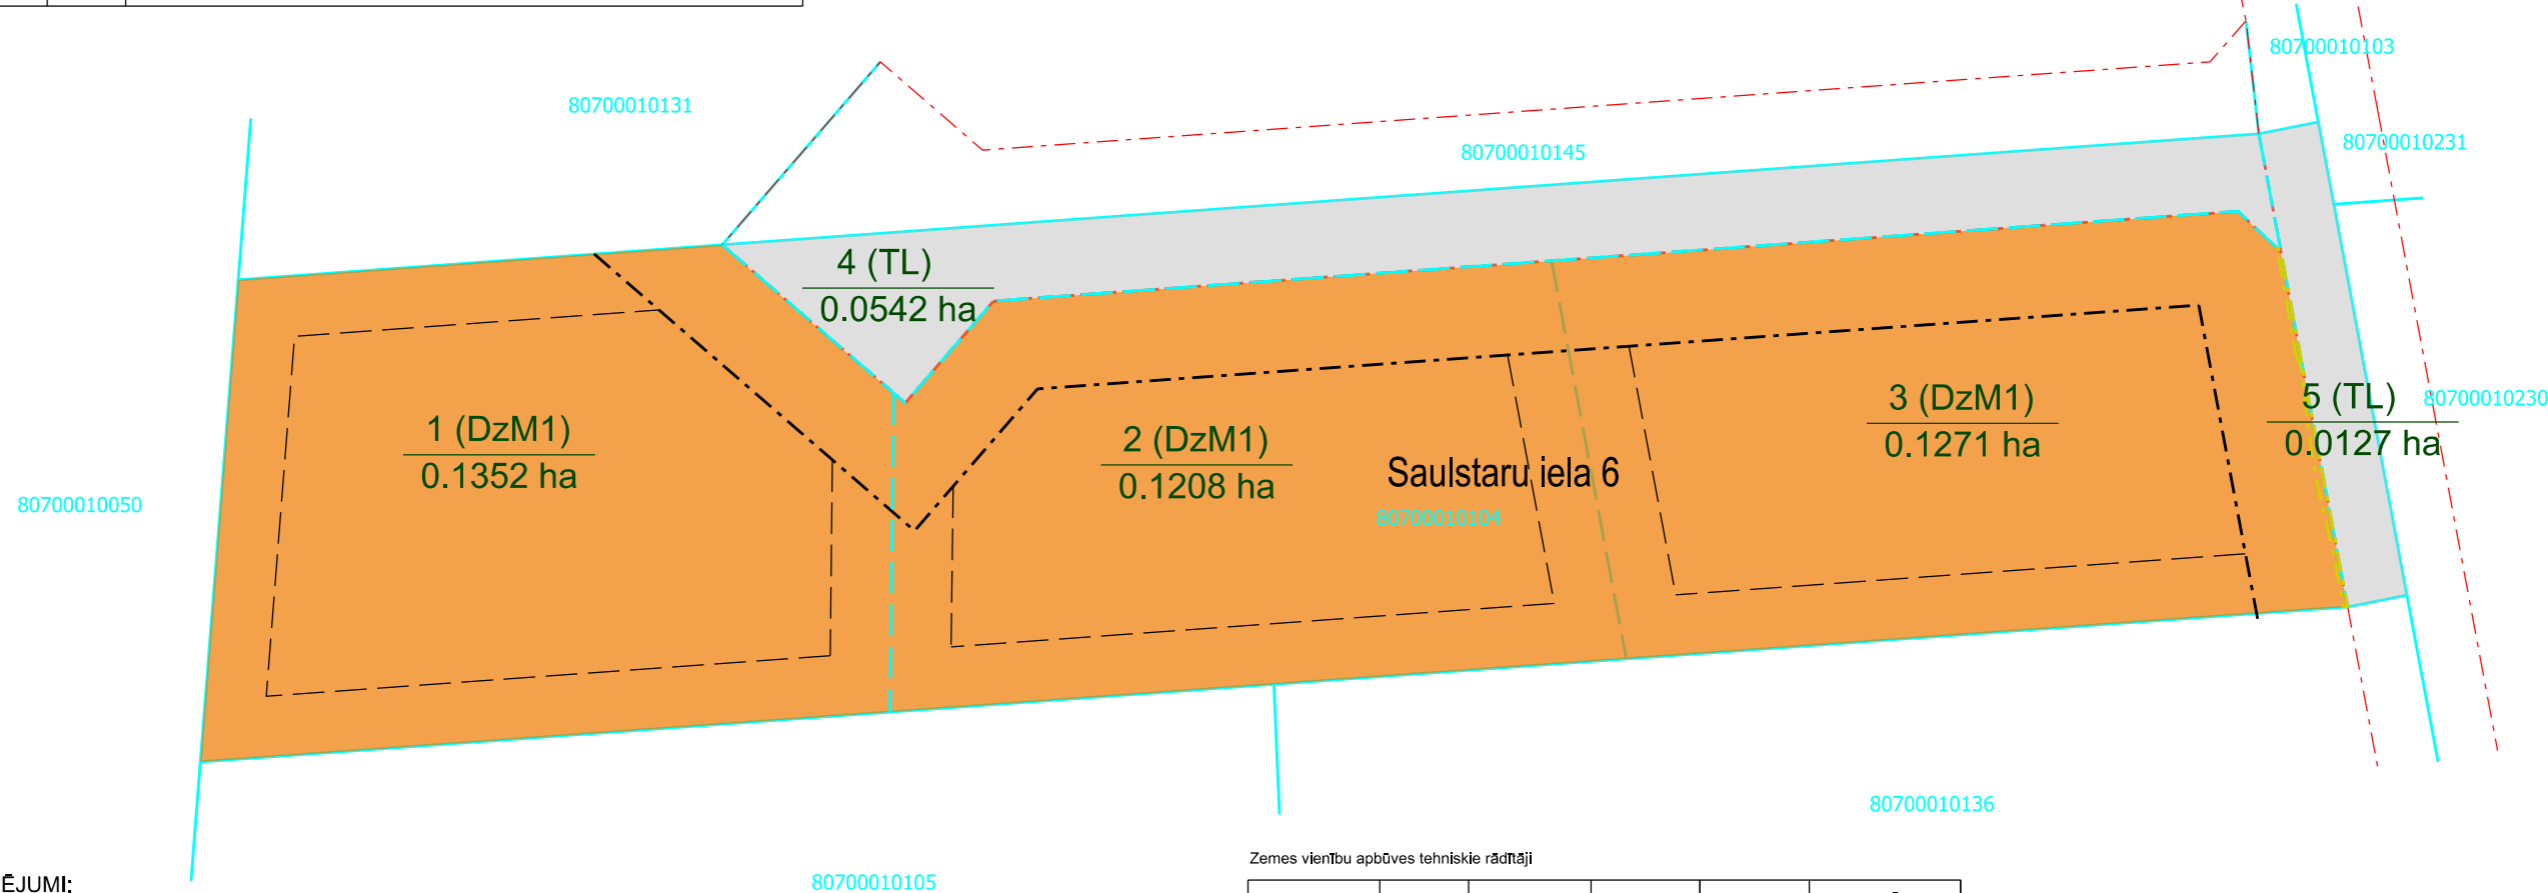 80700010103
80700010131
80700010145
80700010231
4 (TL)
0.0542 ha
1 (DzM1)
0.1352 ha
2 (DzM1)
0.1208 ha
Saulstaru iela 6
80700010104
3 (DzM1)
0.1271 ha
5 (TL)
0.0127 ha
80700010230
80700010050
80700010136
Zemes vienību apbūves tehniskie rādītāji
ĒJUMI:
80700010105